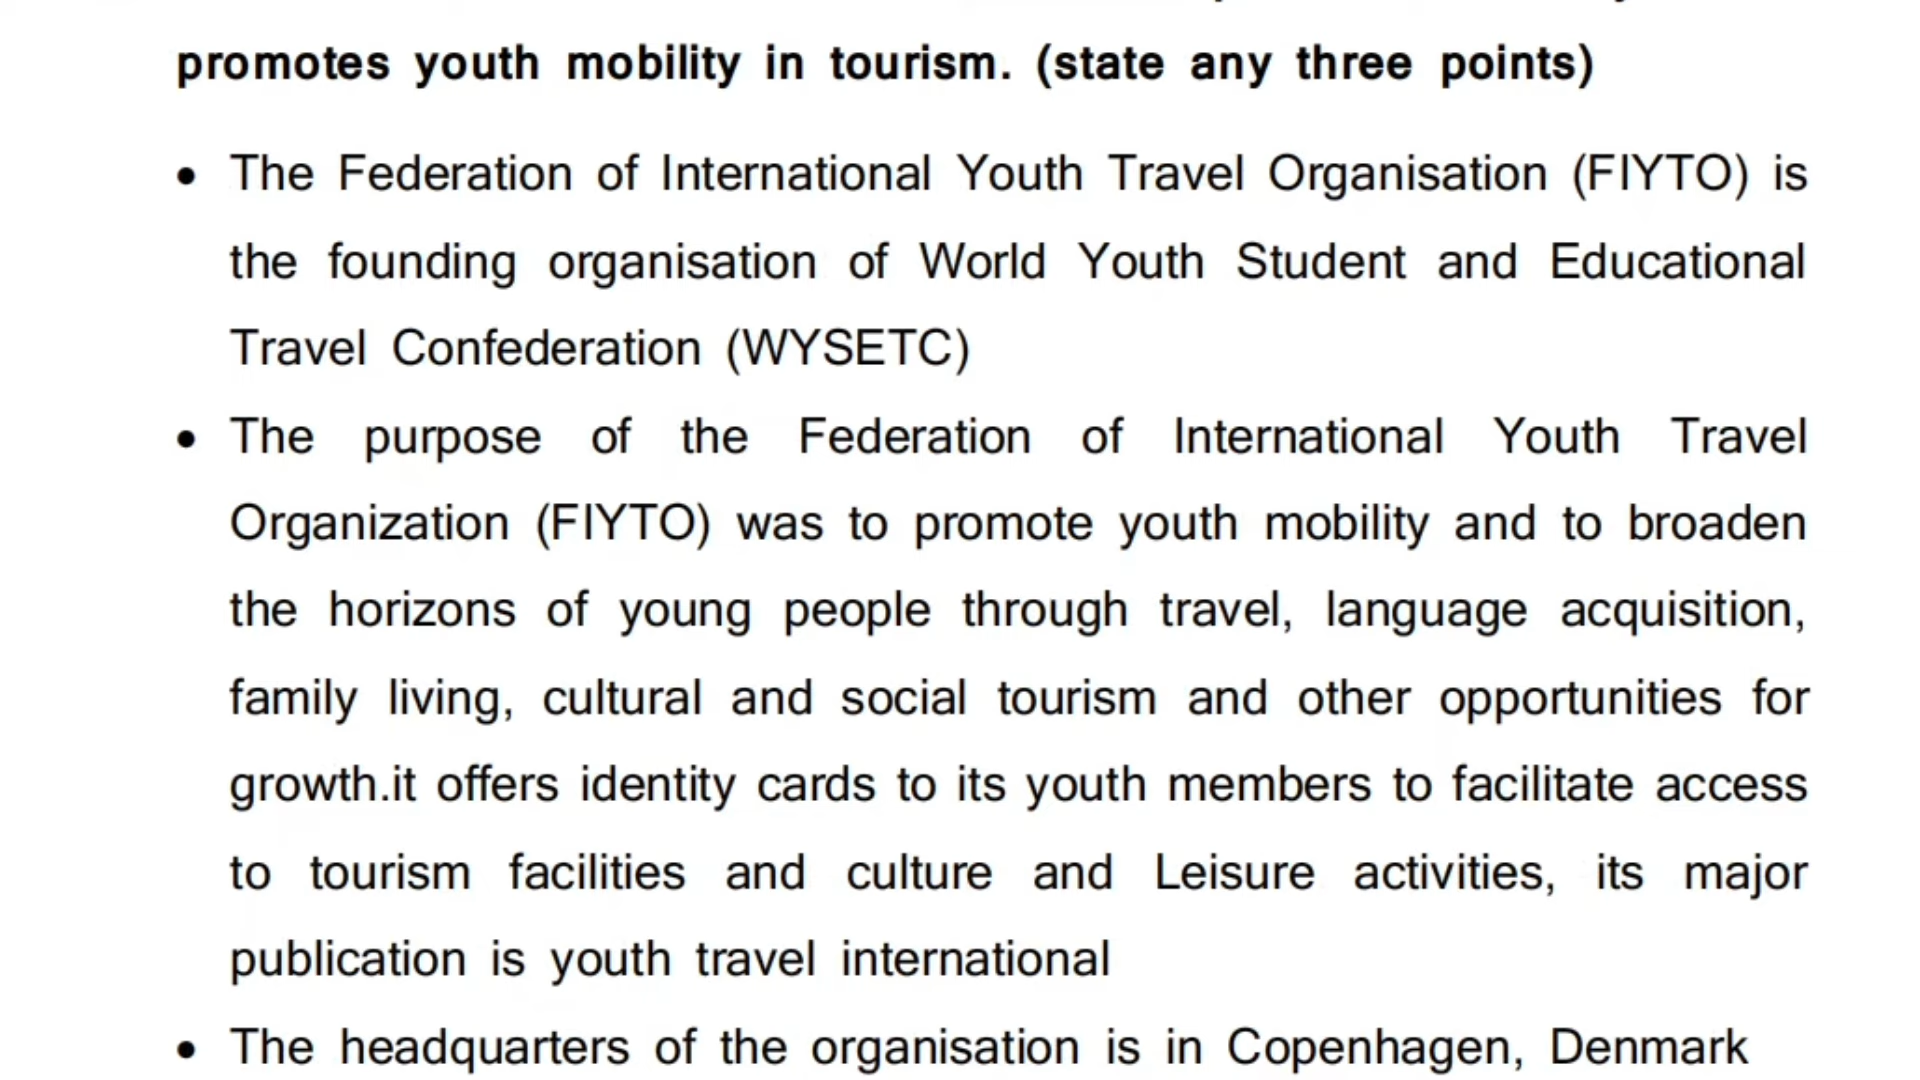 promotes youth mobility in tourism. (state any three points)
• The Federation of International Youth Travel Organisation (FIYTO) is
the founding organisation of World Youth Student and Educational
Travel Confederation (WYSETC)
• The purpose of the Federation of International Youth Travel
Organization (FIYTO) was to promote youth mobility and to broaden
the horizons of young people through travel, language acquisition,
family living, cultural and social tourism and other opportunities for
growth.it offers identity cards to its youth members to facilitate access
to tourism facilities and culture and Leisure activities, its major
publication is youth travel international
• The headquarters of the organisation is in Copenhagen, Denmark